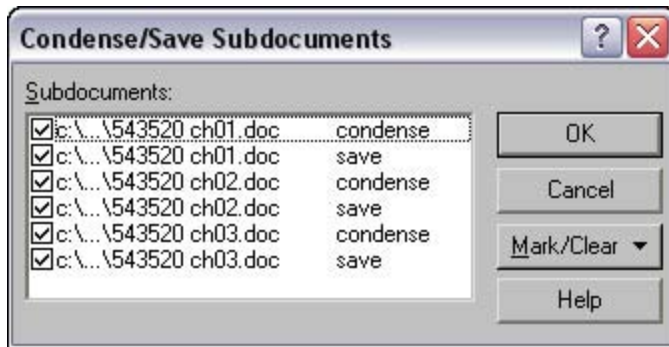 Condense/Save Subdocuments ?
Subdocuments:
c:\...\543520 ch01.doc condense
c:\...\543520 ch01.doc save
c:\...\543520 ch02.doc condense
c:\...\543520 ch02.doc save
c:\...\543520 ch03.doc condense
c:\...\543520 ch03.doc save
OK
Cancel
Mark/Clear
Help